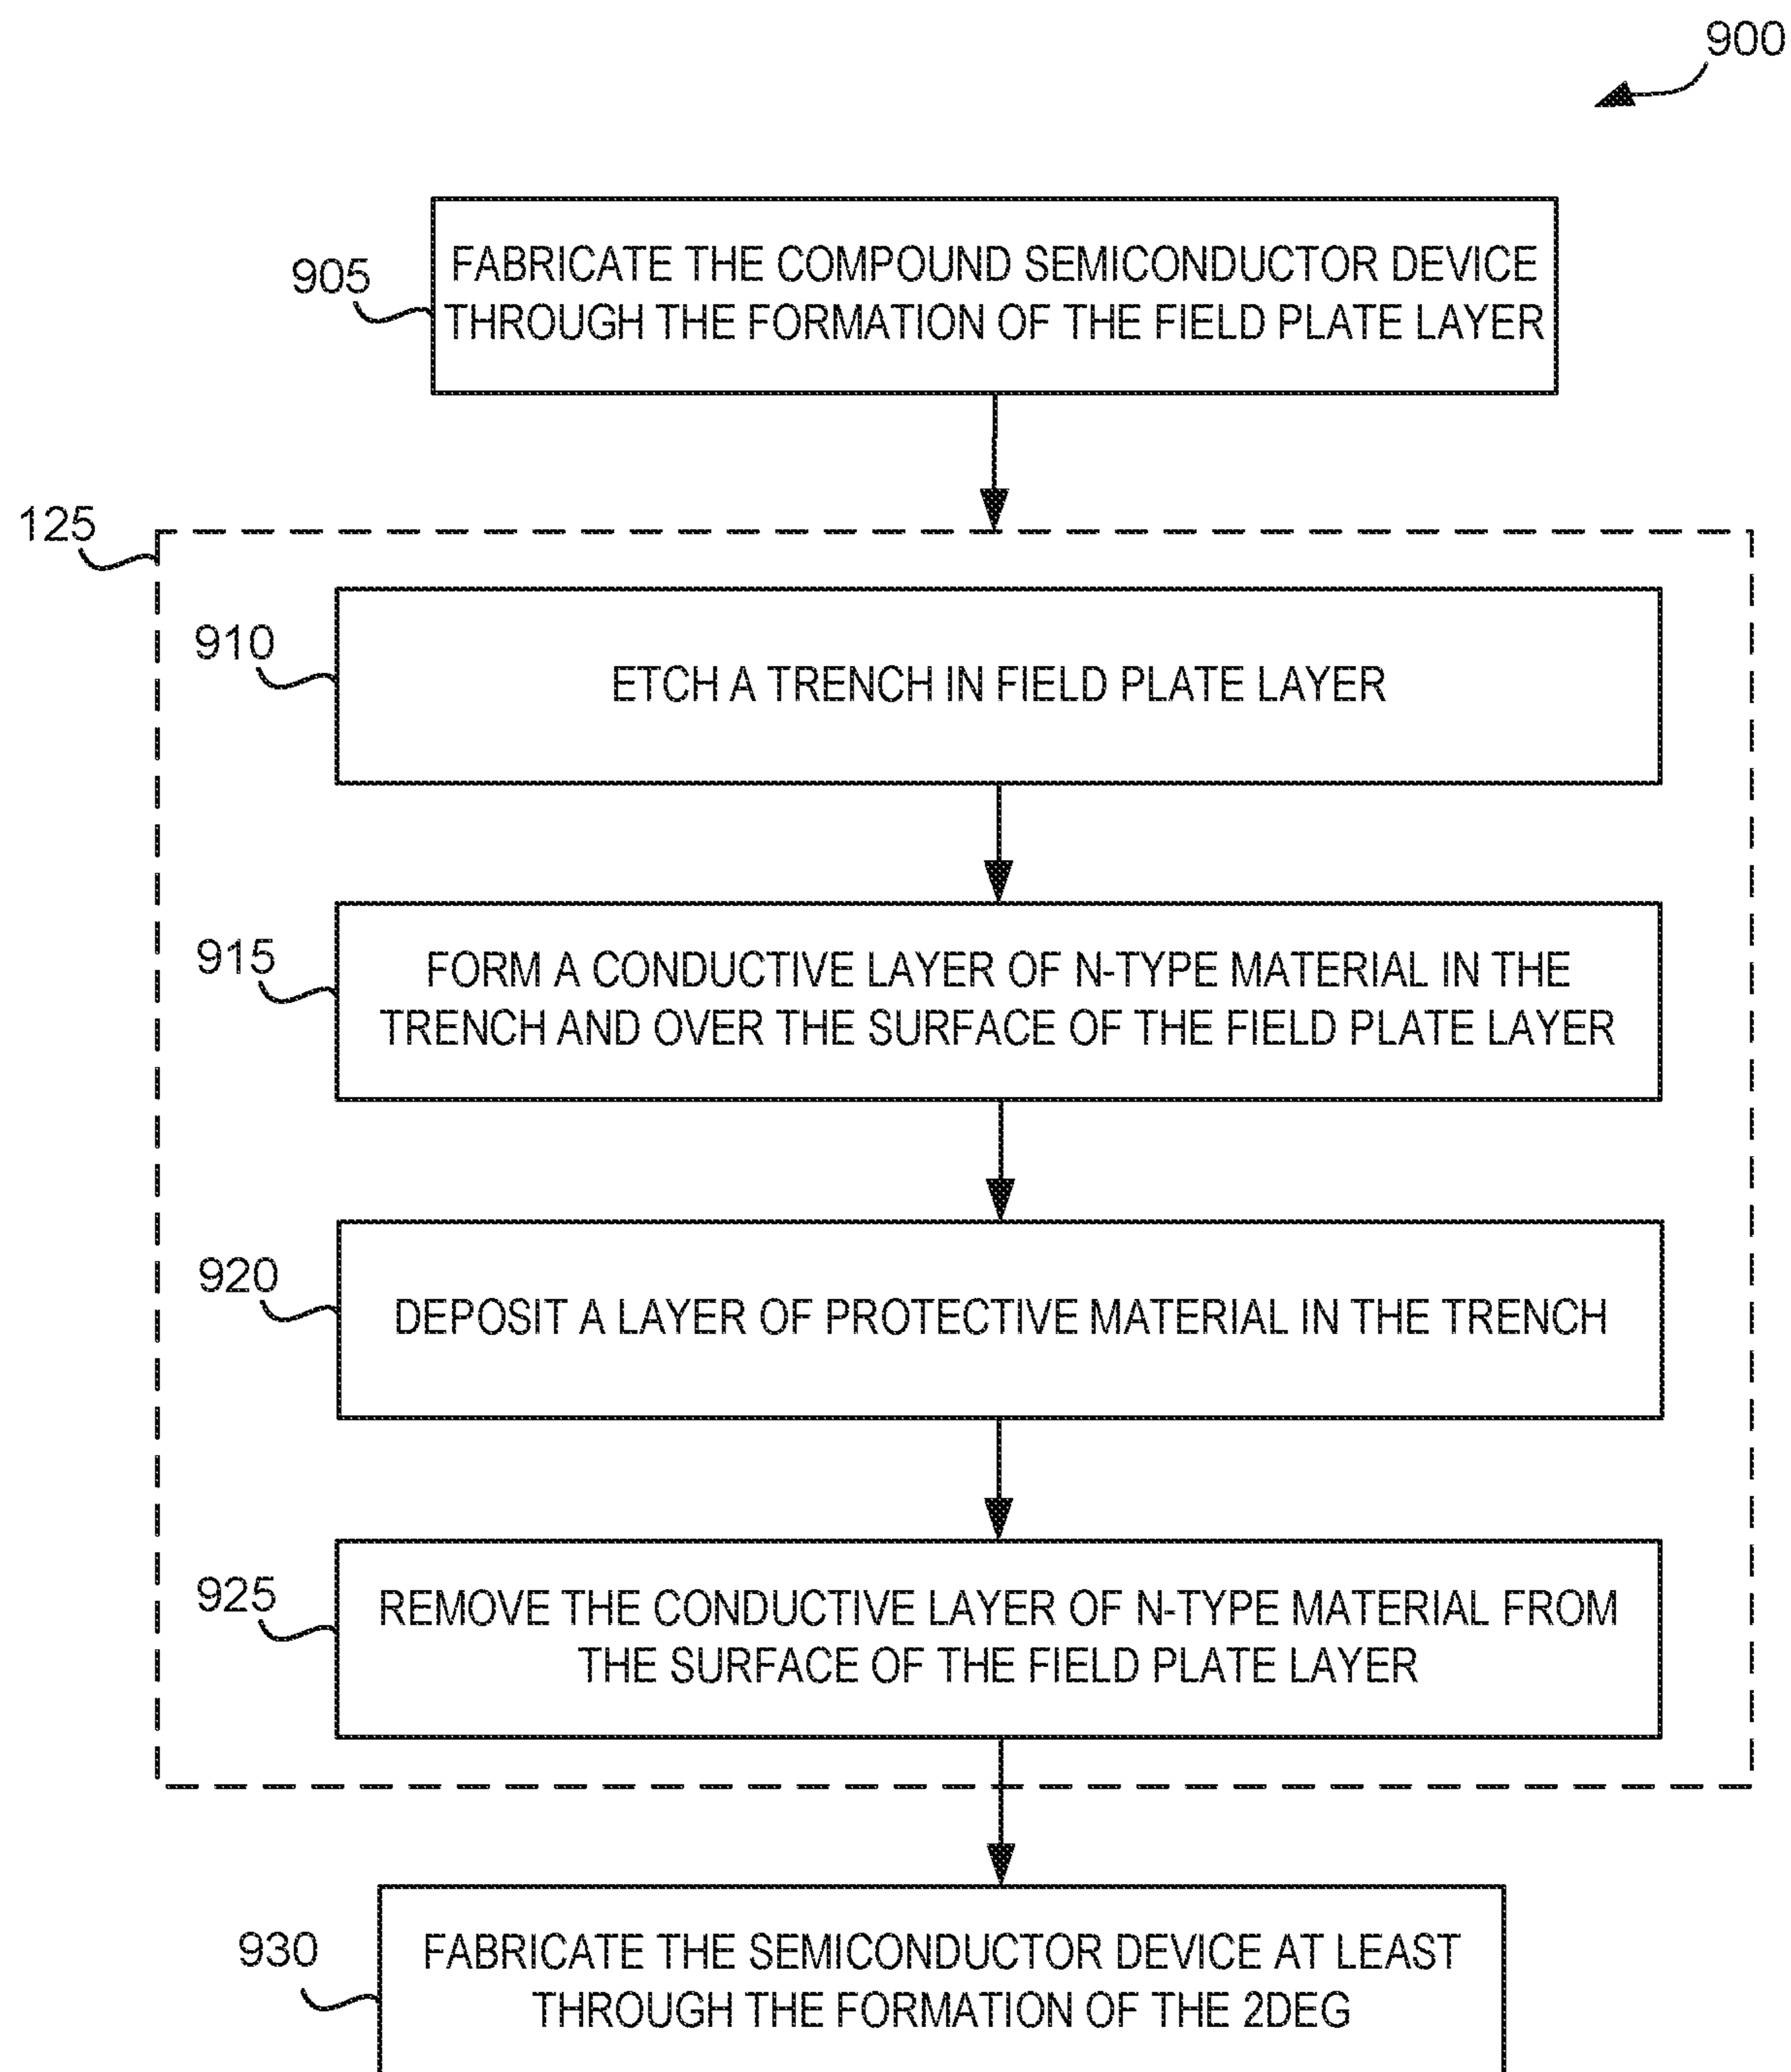 900
905
FABRICATE THE COMPOUND SEMICONDUCTOR DEVICE
THROUGH THE FORMATION OF THE FIELD PLATE LAYER
125
910
ETCH A TRENCH IN FIELD PLATE LAYER
915
FORM A CONDUCTIVE LAYER OF N-TYPE MATERIAL IN THE
TRENCH AND OVER THE SURFACE OF THE FIELD PLATE LAYER
920
DEPOSIT A LAYER OF PROTECTIVE MATERIAL IN THE TRENCH
925
REMOVE THE CONDUCTIVE LAYER OF N-TYPE MATERIAL FROM
THE SURFACE OF THE FIELD PLATE LAYER
930
FABRICATE THE SEMICONDUCTOR DEVICE AT LEAST
THROUGH THE FORMATION OF THE 2DEG